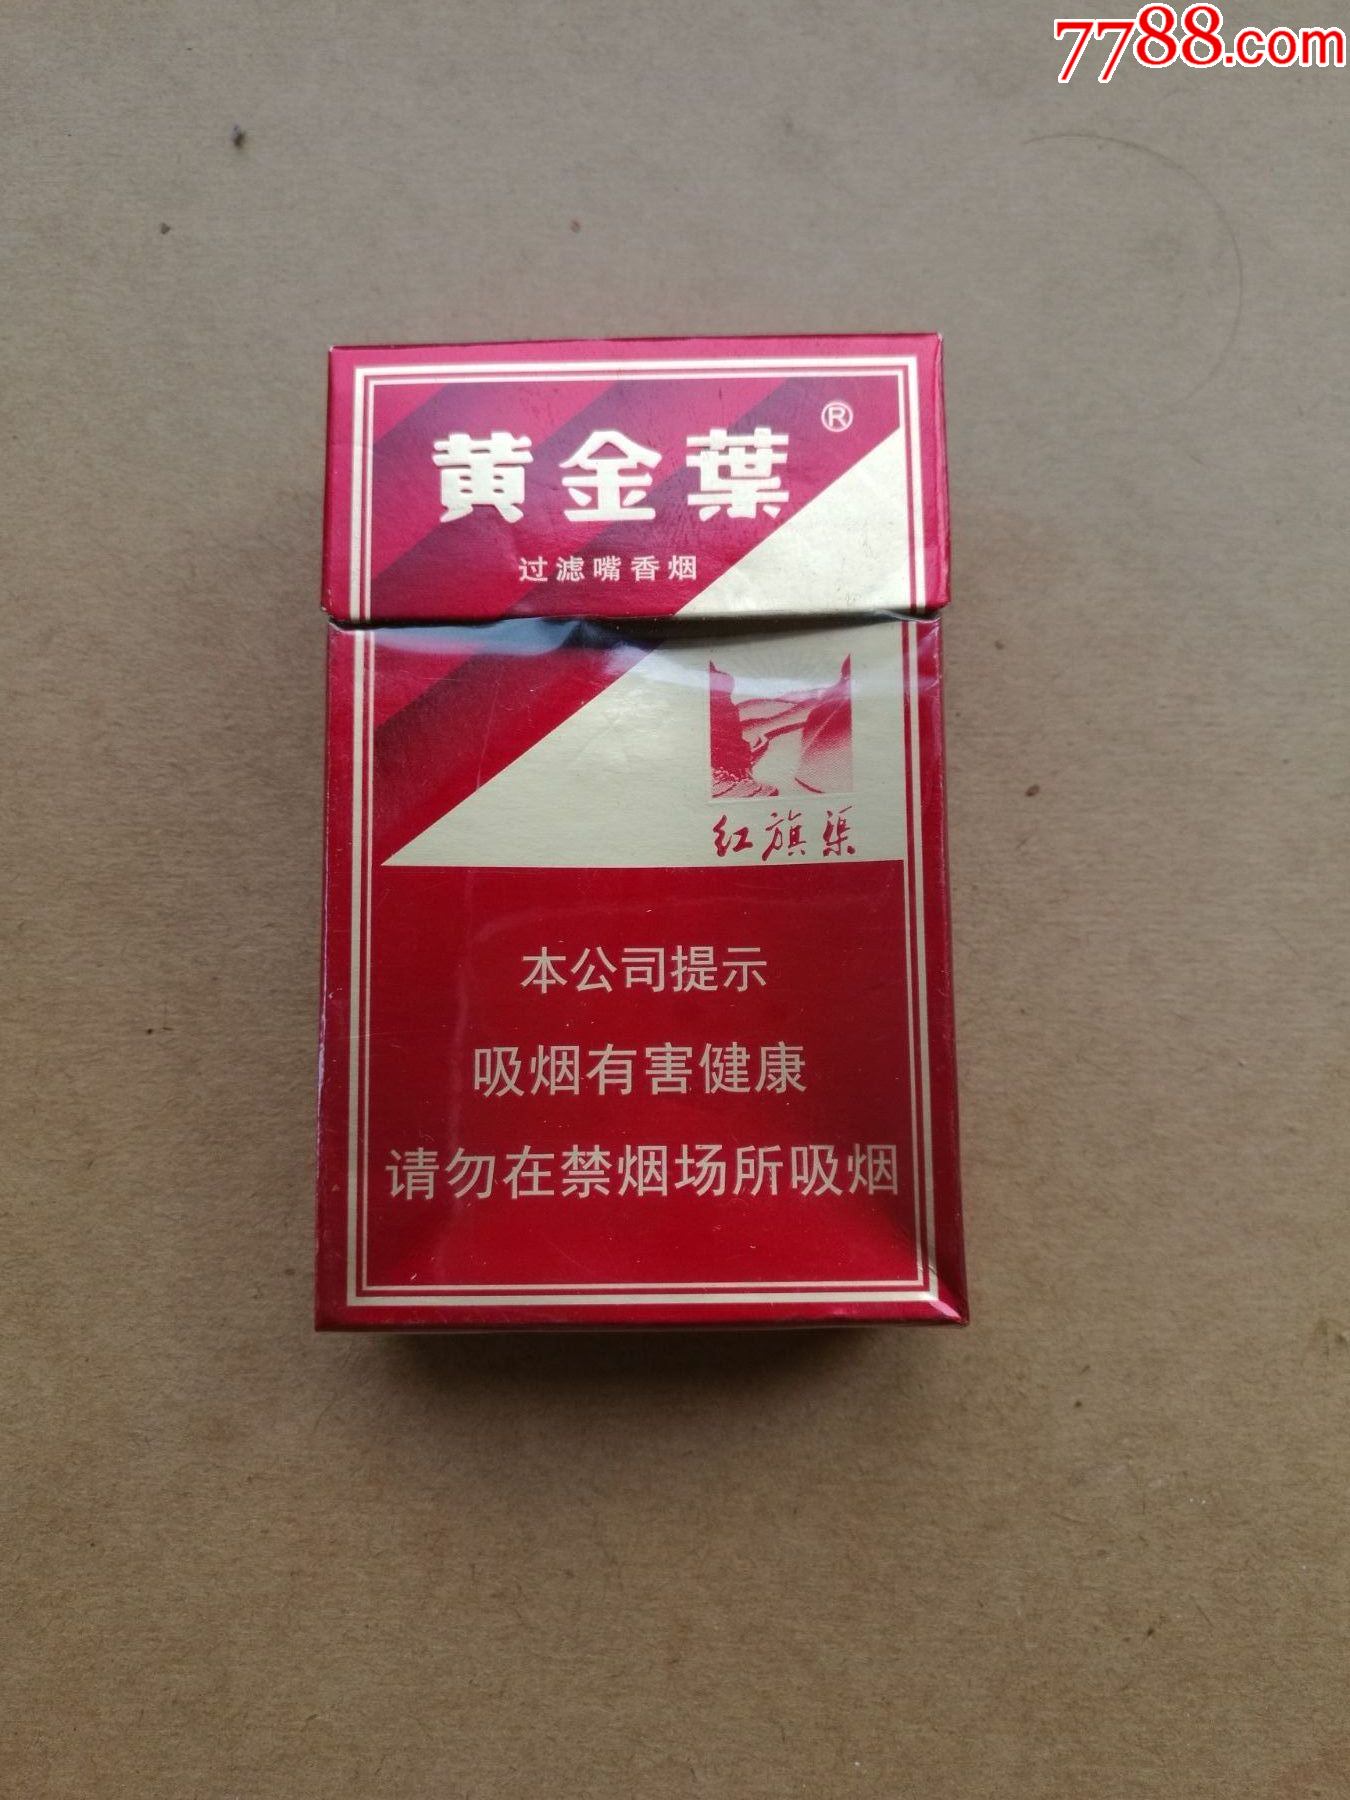 7788.com
黄金葉®
过滤嘴香烟
红旗渠
本公司提示
吸烟有害健康
请勿在禁烟场所吸烟